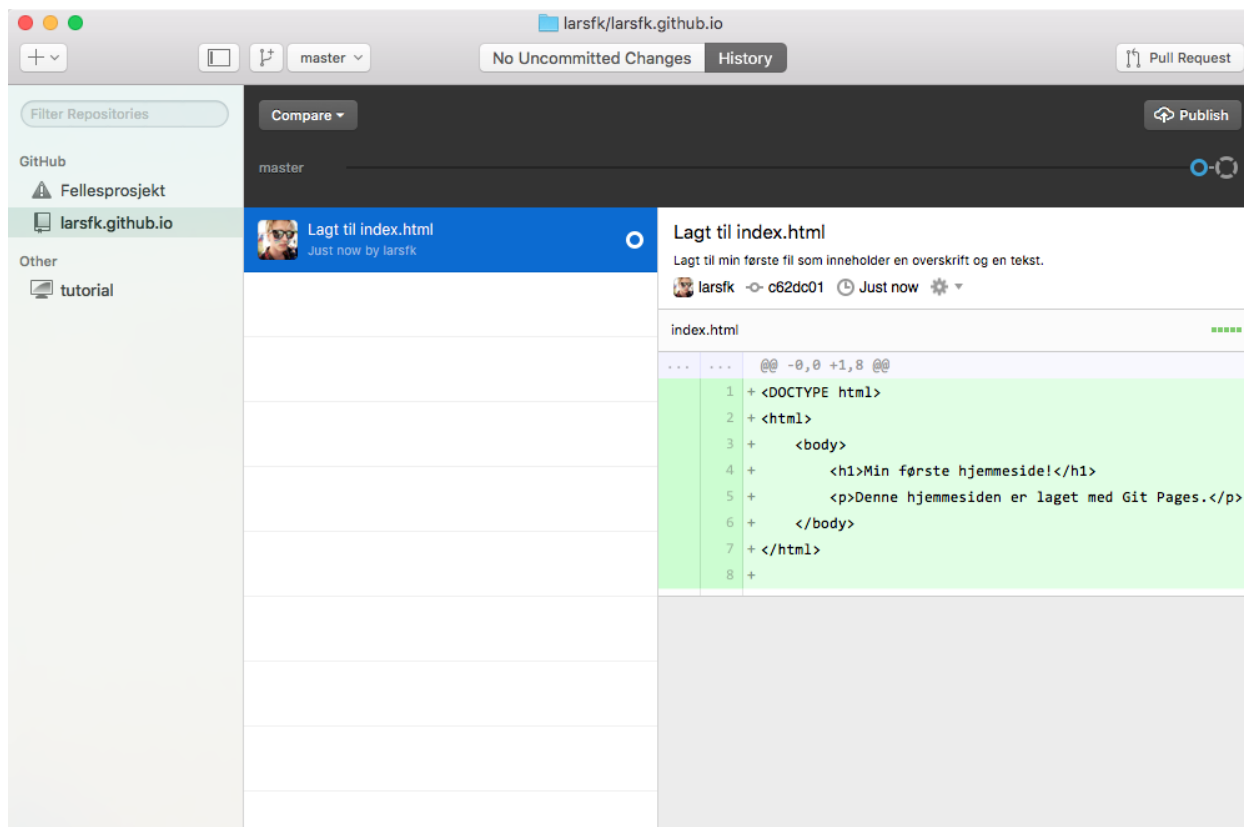 larsfk/larsfk.github.io
master
No Uncommitted Changes
History
Pull Request
Filter Repositories
GitHub
Fellesprosjekt
larsfk.github.io
Other
tutorial
Compare
Publish
master
Lagt til index.html
Just now by larsfk
Lagt til index.html
Lagt til min første fil som inneholder en overskrift og en tekst.
larsfk c62dc01 Just now
index.html
... ... @@ -0,0 +1,8 @@
1 + <DOCTYPE html>
2 + <html>
3 +     <body>
4 +         <h1>Min første hjemmeside!</h1>
5 +         <p>Denne hjemmesiden er laget med Git Pages.</p>
6 +     </body>
7 + </html>
8 +